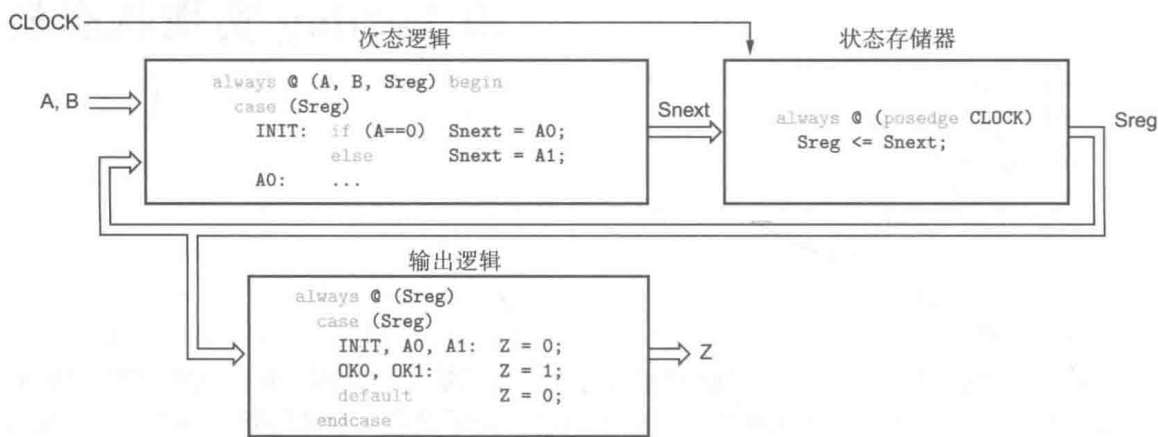 CLOCK
次态逻辑
状态存储器
always @ (A, B, Sreg) begin
case (Sreg)
INIT: if (A==0) Snext = A0;
else Snext = A1;
A0: ...
A, B
Snext
always @ (posedge CLOCK)
Sreg <= Snext;
Sreg
输出逻辑
always @ (Sreg)
case (Sreg)
INIT, A0, A1: Z = 0;
OK0, OK1: Z = 1;
default Z = 0;
endcase
Z